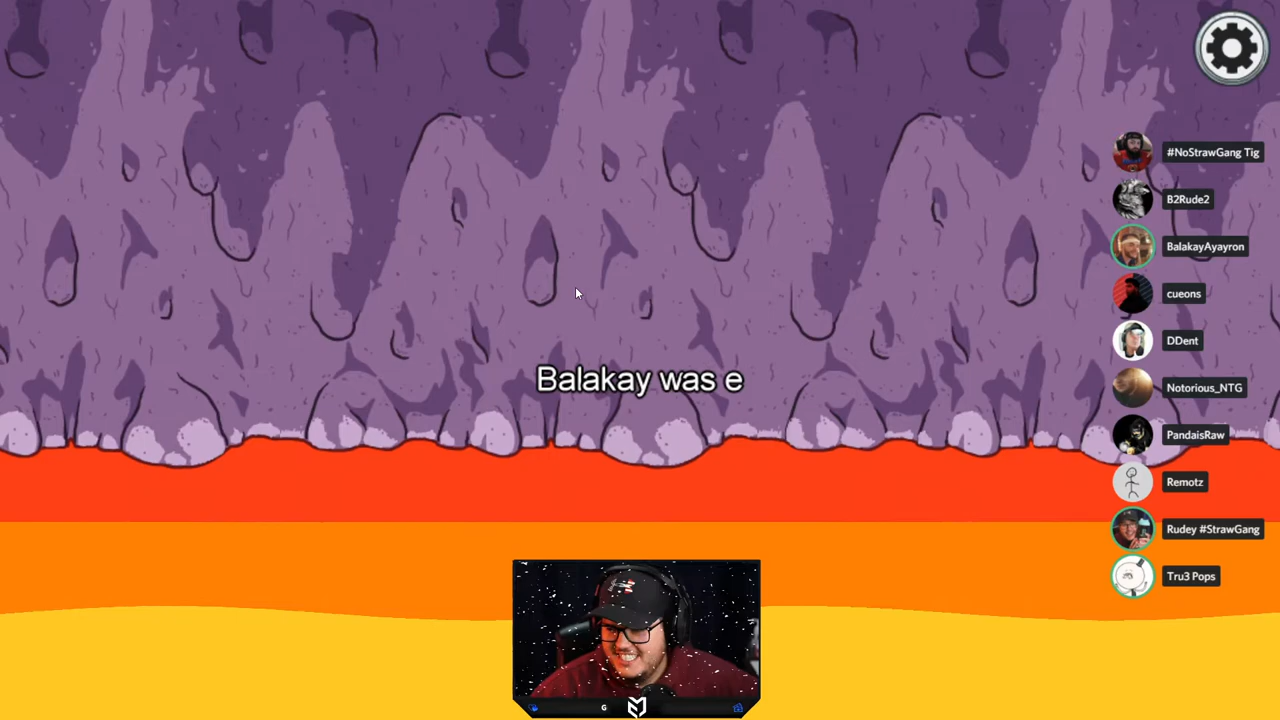 #NoStrawGang Tig
B2Rude2
BalakayAyayron
cueons
DDent
Balakay was e
Notorious_NTG
PandaisRaw
Remotz
Rudey #StrawGang
Tru3 Pops
G